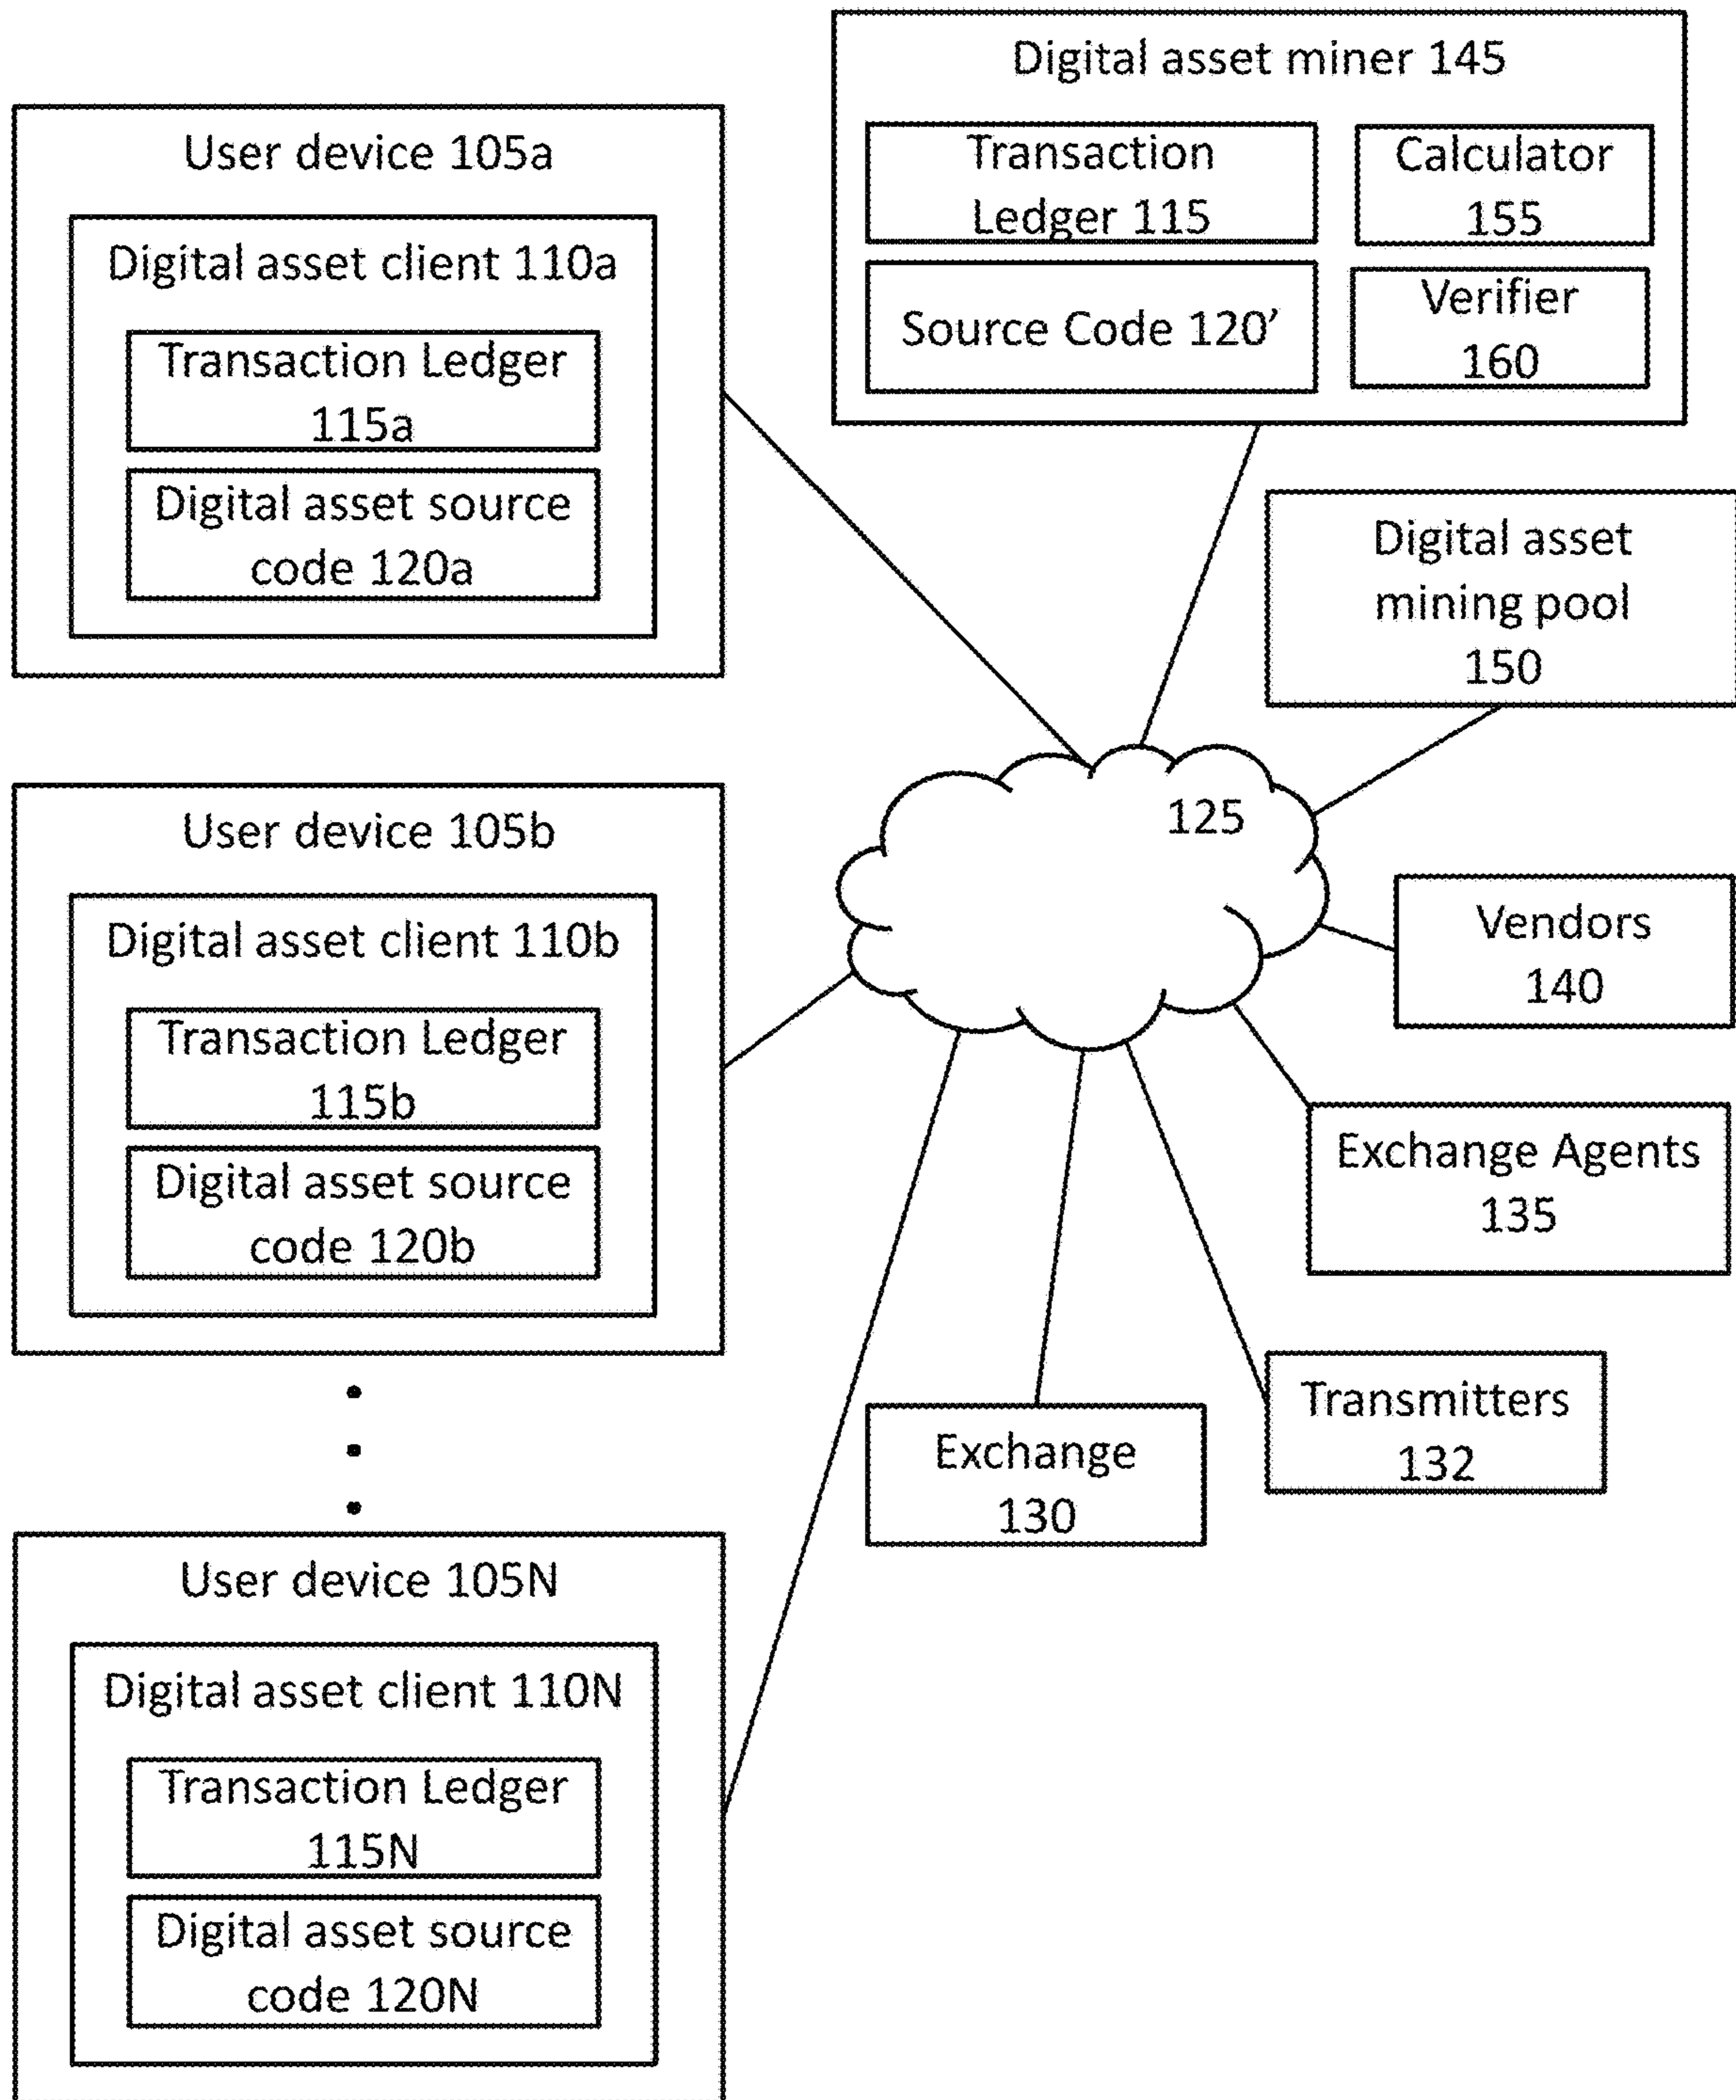 User device 105a
Digital asset client 110a
Transaction Ledger
115a
Digital asset source
code 120a
Digital asset miner 145
Transaction
Ledger 115
Calculator
155
Source Code 120’
Verifier
160
Digital asset
mining pool
150
125
User device 105b
Digital asset client 110b
Transaction Ledger
115b
Digital asset source
code 120b
Vendors
140
Exchange Agents
135
Transmitters
132
Exchange
130
User device 105N
Digital asset client 110N
Transaction Ledger
115N
Digital asset source
code 120N